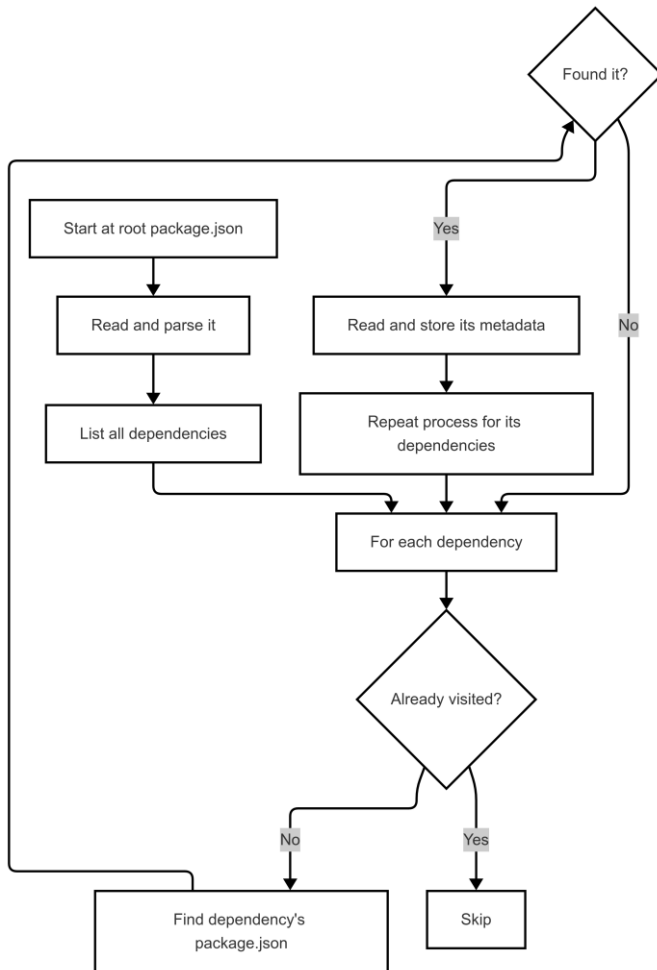 Found it?
Start at root package.json
Yes
Read and parse it
Read and store its metadata
No
List all dependencies
Repeat process for its
dependencies
For each dependency
Already visited?
No
Yes
Find dependency's
package.json
Skip